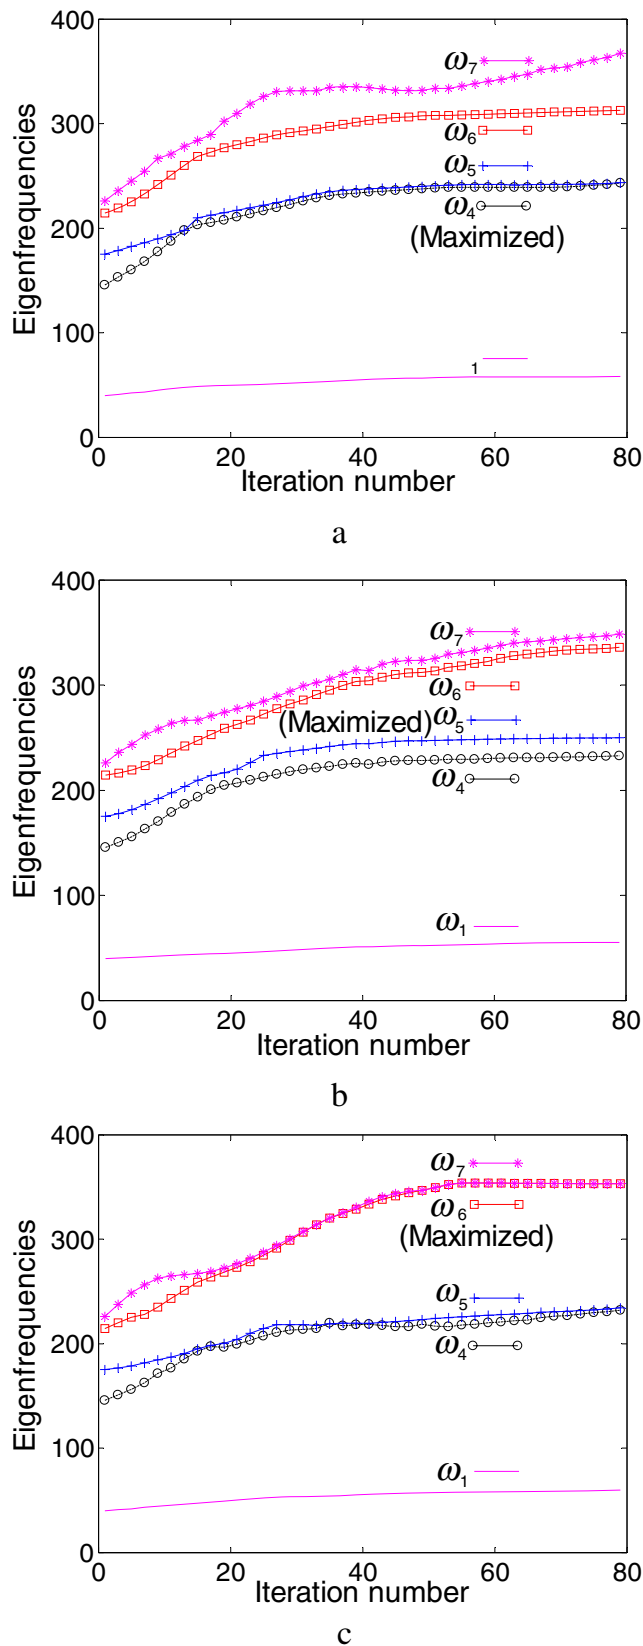 400
300
200
100
0
Eigenfrequencies
ω7
ω6
ω5
ω4
(Maximized)
1
0 20 40 60 80
Iteration number
a
400
300
200
100
0
Eigenfrequencies
ω7
ω6
(Maximized) ω5
ω4
ω1
0 20 40 60 80
Iteration number
b
400
300
200
100
0
Eigenfrequencies
ω7
ω6
(Maximized)
ω5
ω4
ω1
0 20 40 60 80
Iteration number
c